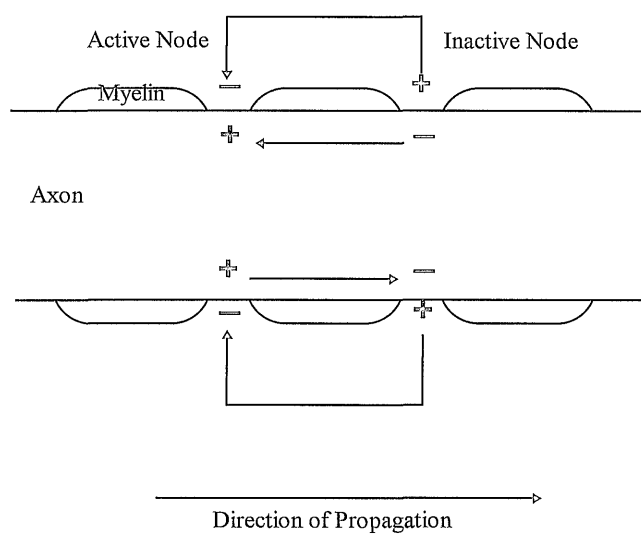 Active Node
Inactive Node
Myelin
Axon
Direction of Propagation